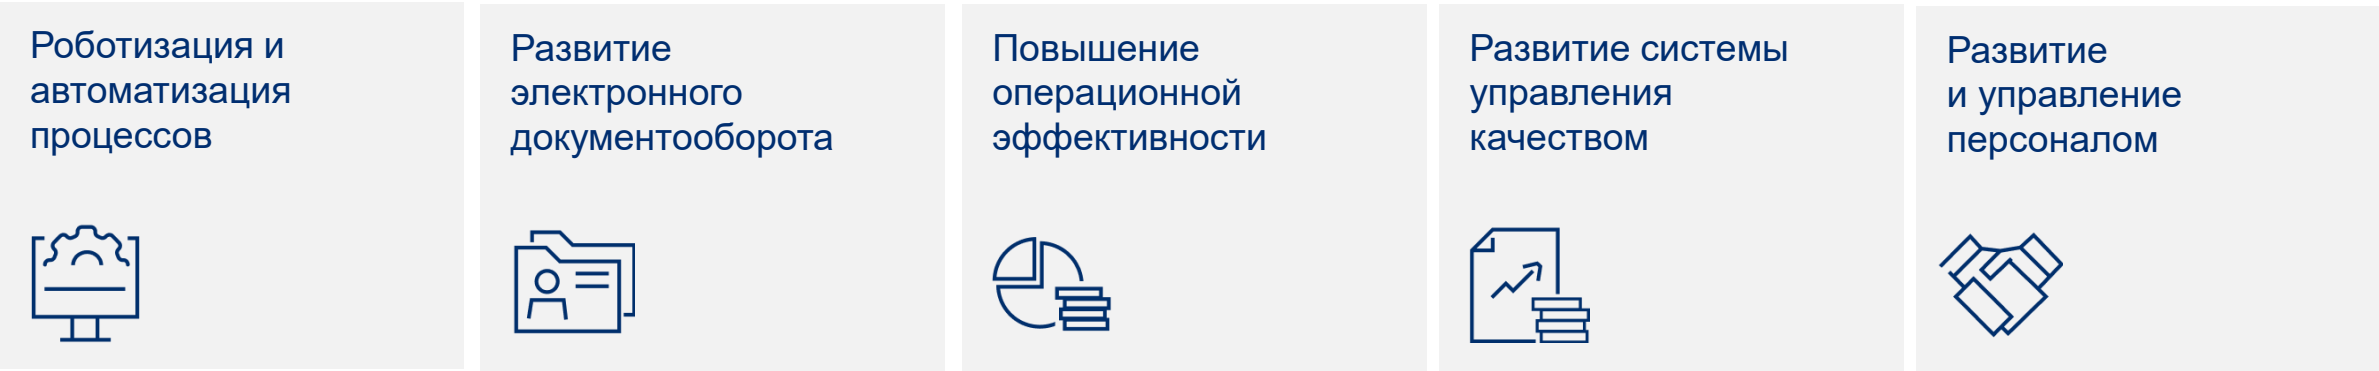 Роботизация и
автоматизация
процессов
Развитие
электронного
документооборота
Повышение
операционной
эффективности
Развитие системы
управления
качеством
Развитие
и управление
персоналом